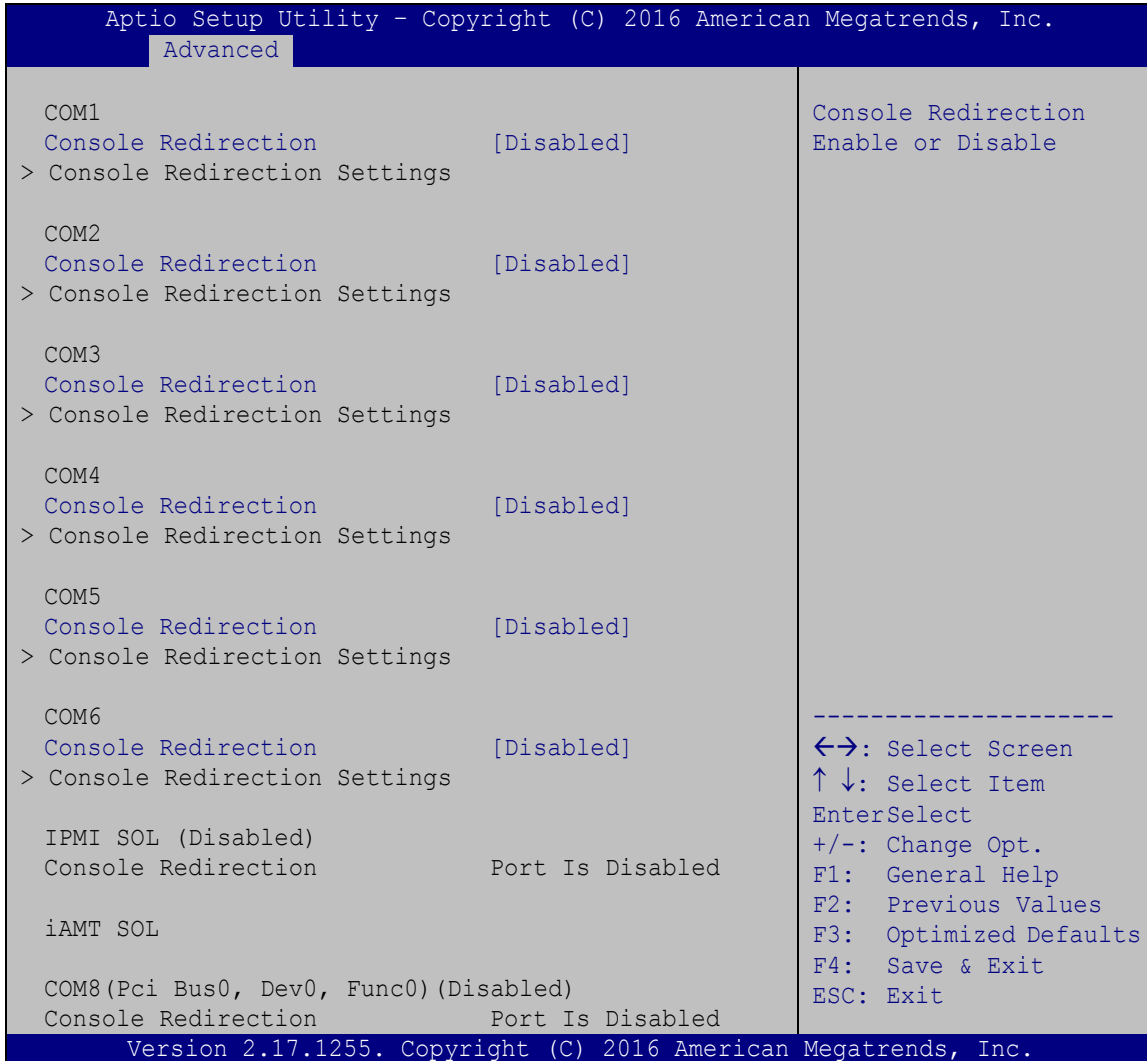 Aptio Setup Utility – Copyright (C) 2016 American Megatrends, Inc.
Advanced
COM1
Console Redirection [Disabled]
> Console Redirection Settings
COM2
Console Redirection [Disabled]
> Console Redirection Settings
COM3
Console Redirection [Disabled]
> Console Redirection Settings
COM4
Console Redirection [Disabled]
> Console Redirection Settings
COM5
Console Redirection [Disabled]
> Console Redirection Settings
COM6
Console Redirection [Disabled]
> Console Redirection Settings
IPMI SOL (Disabled)
Console Redirection Port Is Disabled
iAMT SOL
COM8(Pci Bus0, Dev0, Func0)(Disabled)
Console Redirection Port Is Disabled
Console Redirection
Enable or Disable
---------------------
←→: Select Screen
↑ ↓: Select Item
EnterSelect
+/-: Change Opt.
F1: General Help
F2: Previous Values
F3: Optimized Defaults
F4: Save & Exit
ESC: Exit
Version 2.17.1255. Copyright (C) 2016 American Megatrends, Inc.